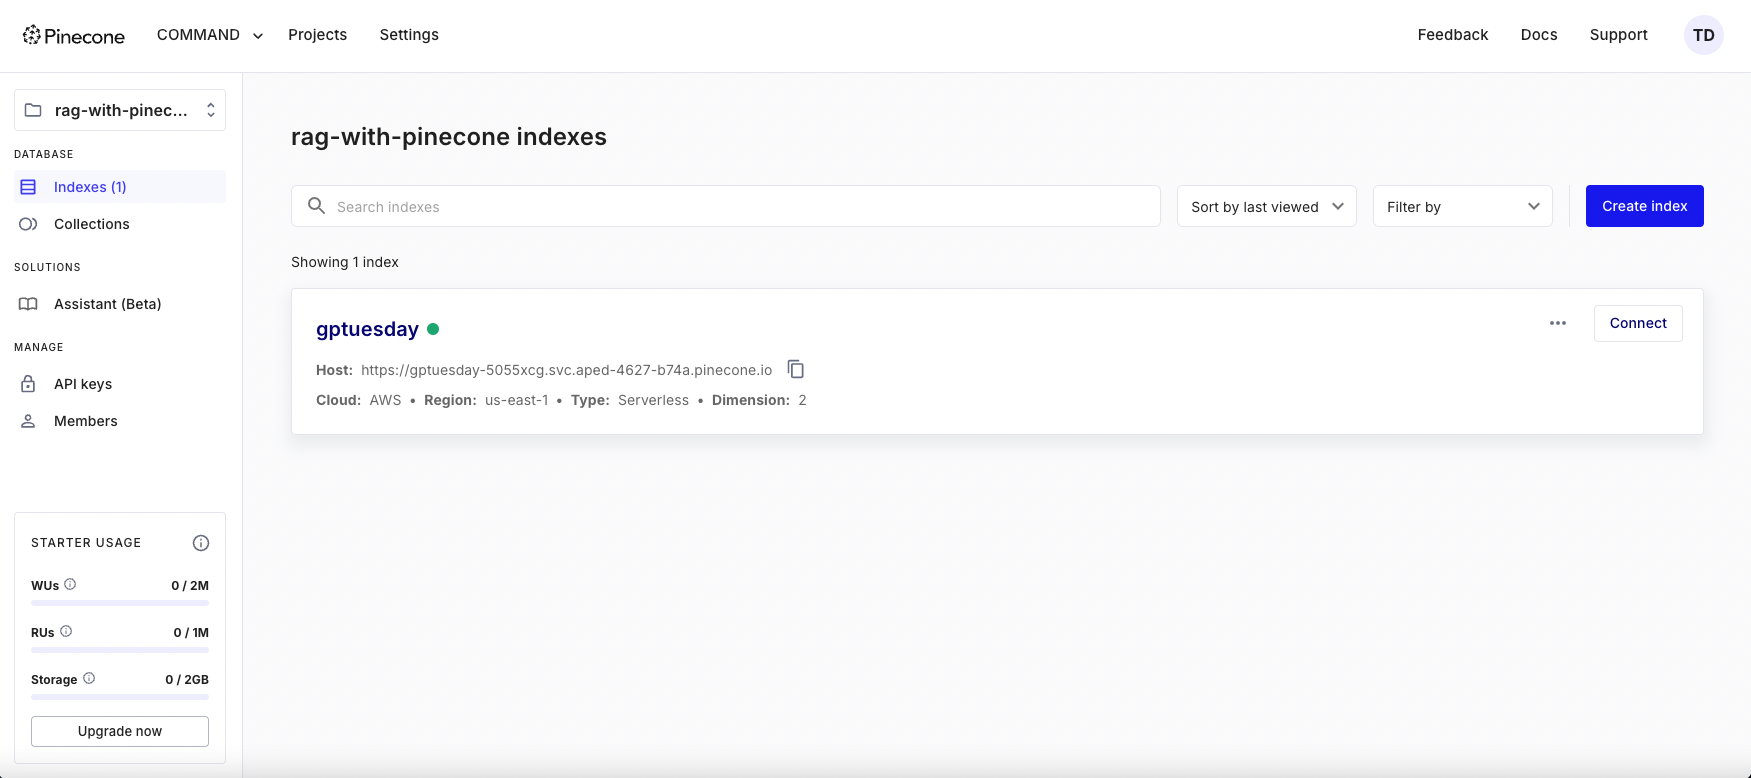 Pinecone COMMAND Projects Settings Feedback Docs Support TD
rag-with-pinec...
DATABASE
Indexes (1)
Collections
SOLUTIONS
Assistant (Beta)
MANAGE
API keys
Members
STARTER USAGE
WUs 0 / 2M
RUs 0 / 1M
Storage 0 / 2GB
Upgrade now
rag-with-pinecone indexes
Search indexes Sort by last viewed Filter by Create index
Showing 1 index
gptuesday Connect
Host: https://gptuesday-5055xcg.svc.aped-4627-b74a.pinecone.io
Cloud: AWS • Region: us-east-1 • Type: Serverless • Dimension: 2